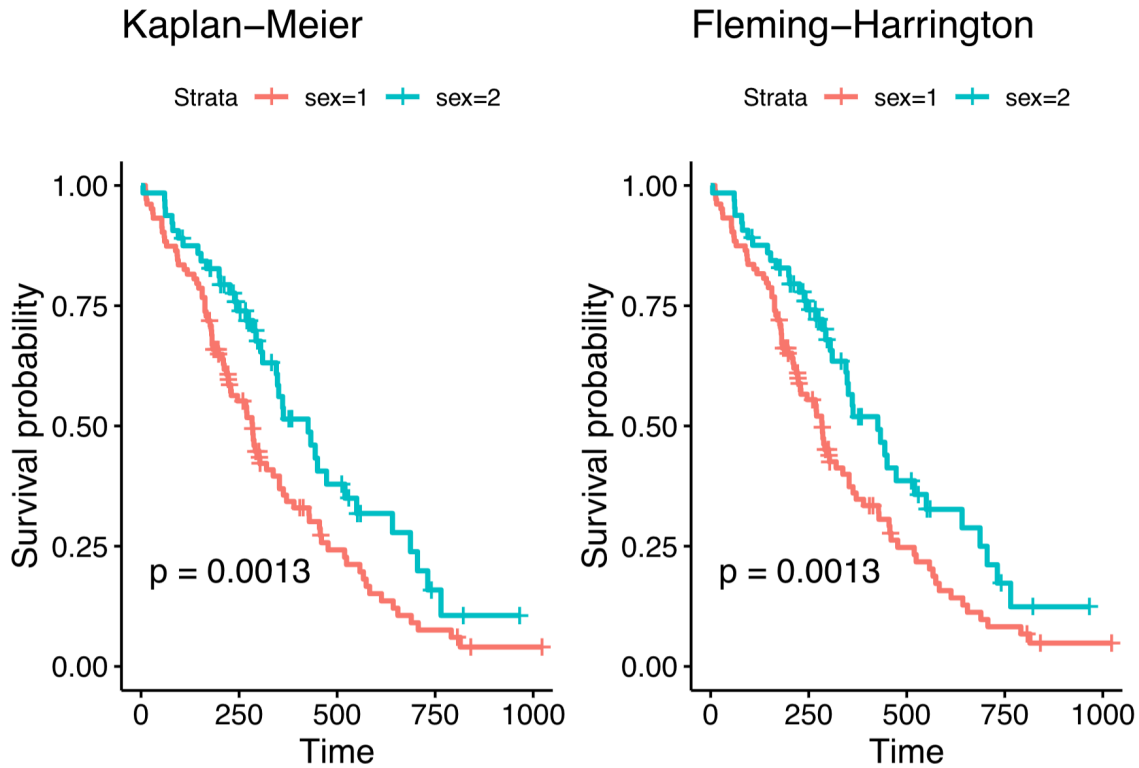 Kaplan−Meier
Strata sex=1 sex=2
Survival probability
1.00
0.75
0.50
0.25
0.00
p = 0.0013
0 250 500 750 1000
Time
Fleming−Harrington
Strata sex=1 sex=2
Survival probability
1.00
0.75
0.50
0.25
0.00
p = 0.0013
0 250 500 750 1000
Time